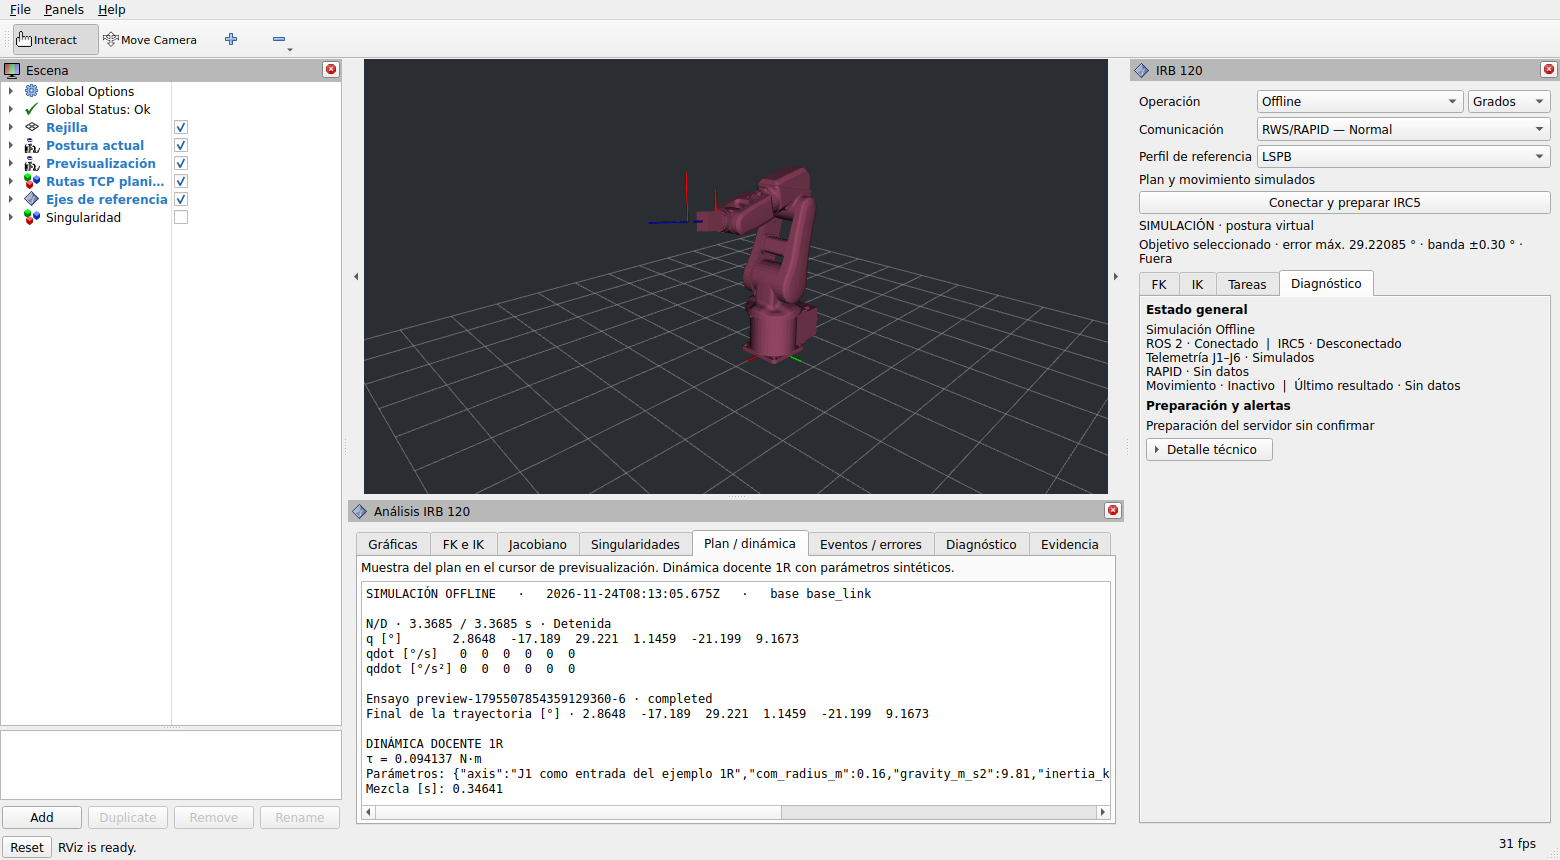 File Panels Help
Interact Move Camera
Escena
Global Options
Global Status: Ok
Rejilla
Postura actual
Previsualización
Rutas TCP plani...
Ejes de referencia
Singularidad
Add Duplicate Remove Rename
Reset RViz is ready.
Análisis IRB 120
Gráficas FK e IK Jacobiano Singularidades Plan / dinámica Eventos / errores Diagnóstico Evidencia
Muestra del plan en el cursor de previsualización. Dinámica docente 1R con parámetros sintéticos.
SIMULACIÓN OFFLINE · 2026-11-24T08:13:05.675Z · base base_link
N/D · 3.3685 / 3.3685 s · Detenida
q [°] 2.8648 -17.189 29.221 1.1459 -21.199 9.1673
qdot [°/s] 0 0 0 0 0 0
qddot [°/s²] 0 0 0 0 0 0
Ensayo preview-1795507854359129360-6 · completed
Final de la trayectoria [°] · 2.8648 -17.189 29.221 1.1459 -21.199 9.1673
DINÁMICA DOCENTE 1R
τ = 0.094137 N·m
Parámetros: {"axis":"J1 como entrada del ejemplo 1R","com_radius_m":0.16,"gravity_m_s2":9.81,"inertia_k
Mezcla [s]: 0.34641
IRB 120
Operación Offline Grados
Comunicación RWS/RAPID — Normal
Perfil de referencia LSPB
Plan y movimiento simulados
Conectar y preparar IRC5
SIMULACIÓN · postura virtual
Objetivo seleccionado · error máx. 29.22085 ° · banda ±0.30 ° ·
Fuera
FK IK Tareas Diagnóstico
Estado general
Simulación Offline
ROS 2 · Conectado | IRC5 · Desconectado
Telemetría J1–J6 · Simulados
RAPID · Sin datos
Movimiento · Inactivo | Último resultado · Sin datos
Preparación y alertas
Preparación del servidor sin confirmar
Detalle técnico
31 fps